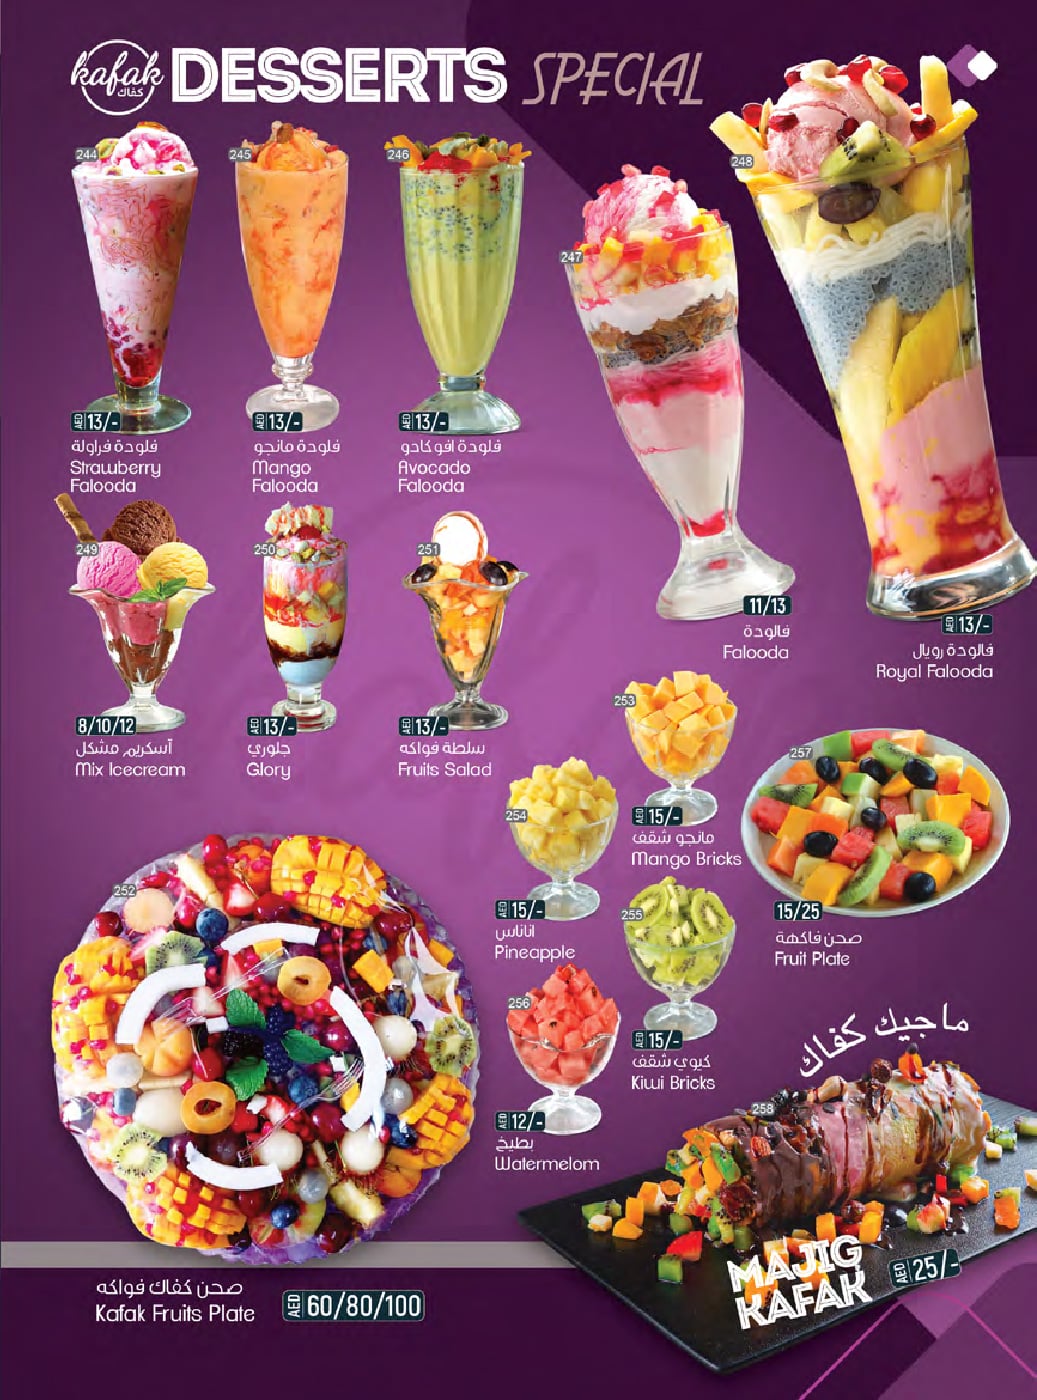 kafak
كفاك
DESSERTS SPECIAL
244
245
246
247
248
AED 13/-
فلودة فراولة
Strawberry
Falooda
AED 13/-
فلودة مانجو
Mango
Falooda
AED 13/-
فلودة افوكادو
Avocado
Falooda
11/13
فالودة
Falooda
AED 13/-
فالودة رويال
Royal Falooda
249
250
251
8/10/12
آسكريم مشكل
Mix Icecream
AED 13/-
جلوري
Glory
AED 13/-
سلطة فواكه
Fruits Salad
253
AED 15/-
مانجو شقف
Mango Bricks
254
AED 15/-
اناناس
Pineapple
255
AED 15/-
كيوي شقف
Kiwi Bricks
256
AED 12/-
بطيخ
Watermelom
257
15/25
صحن فاكهة
Fruit Plate
252
صحن كفاك فواكه
Kafak Fruits Plate
AED 60/80/100
ماجيك كفاك
258
MAJIG
KAFAK
AED 25/-